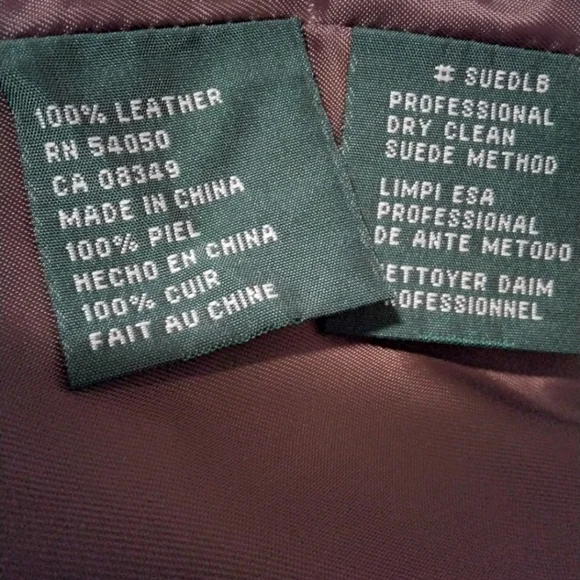 100% LEATHER
RN 54050
CA 08349
MADE IN CHINA
100% PIEL
HECHO EN CHINA
100% CUIR
FAIT AU CHINE
# SUEDLB
PROFESSIONAL
DRY CLEAN
SUEDE METHOD
LIMPI ESA
PROFESSIONAL
DE ANTE METODO
ETTOYER DAIM
ROFESSIONNEL